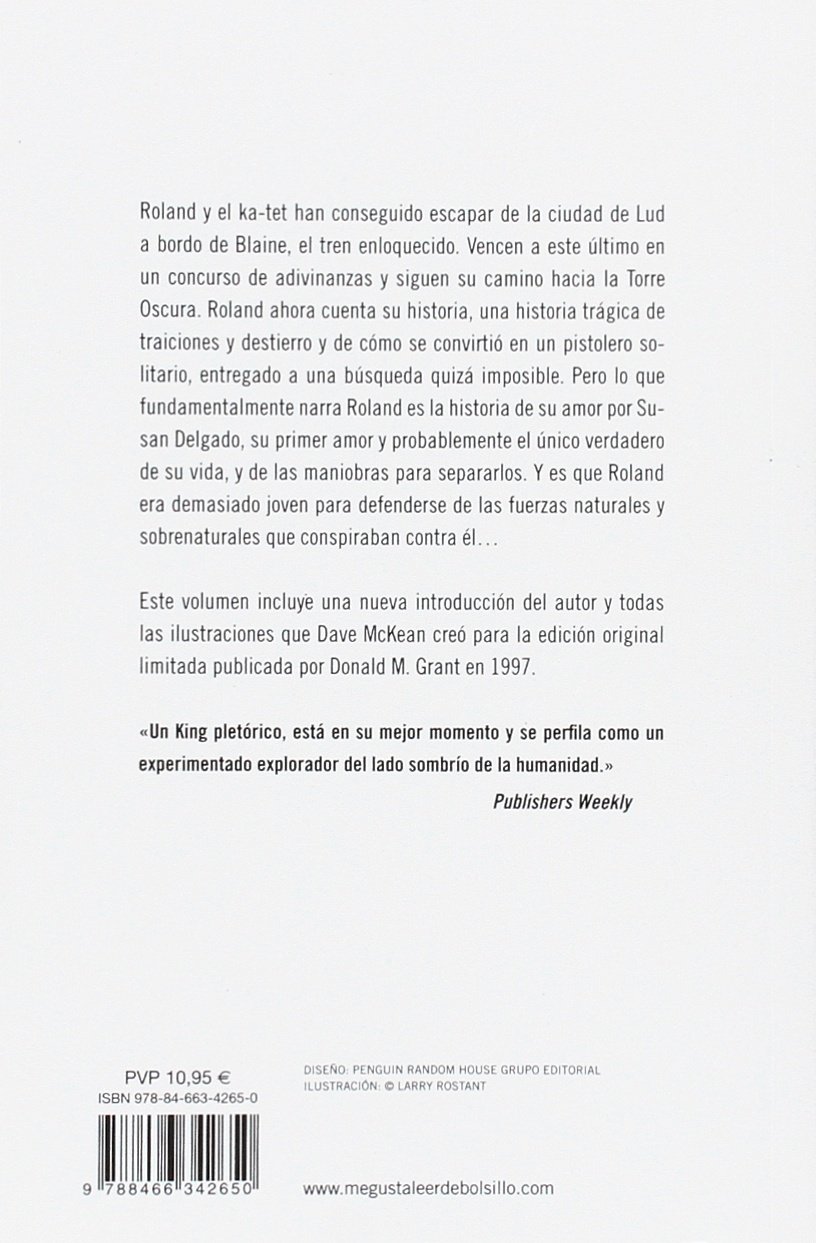 Roland y el ka-tet han conseguido escapar de la ciudad de Lud
a bordo de Blaine, el tren enloquecido. Vencen a este último en
un concurso de adivinanzas y siguen su camino hacia la Torre
Oscura. Roland ahora cuenta su historia, una historia trágica de
traiciones y destierro y de cómo se convirtió en un pistolero so-
litario, entregado a una búsqueda quizá imposible. Pero lo que
fundamentalmente narra Roland es la historia de su amor por Su-
san Delgado, su primer amor y probablemente el único verdadero
de su vida, y de las maniobras para separarlos. Y es que Roland
era demasiado joven para defenderse de las fuerzas naturales y
sobrenaturales que conspiraban contra él...
Este volumen incluye una nueva introducción del autor y todas
las ilustraciones que Dave McKean creó para la edición original
limitada publicada por Donald M. Grant en 1997.
«Un King pletórico, está en su mejor momento y se perfila como un
experimentado explorador del lado sombrío de la humanidad.»
Publishers Weekly
PVP 10,95 €
ISBN 978-84-663-4265-0
9 788466 342650
DISEÑO: PENGUIN RANDOM HOUSE GRUPO EDITORIAL
ILUSTRACIÓN: © LARRY ROSTANT
www.megustaleerdebolsillo.com